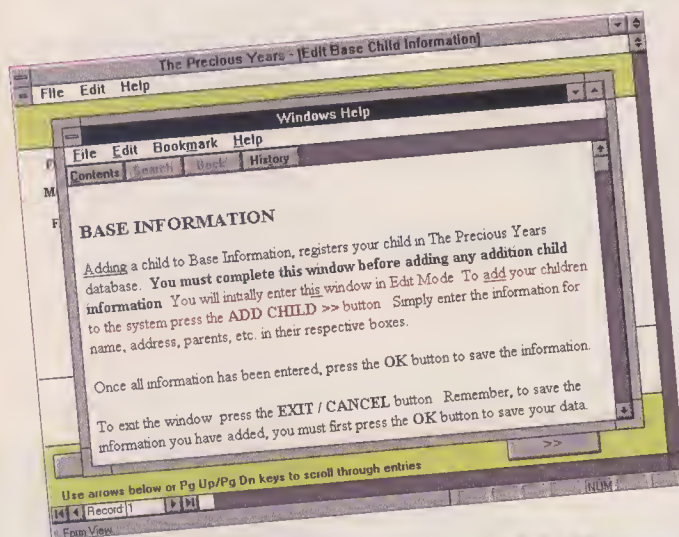 The Precious Years - [Edit Base Child Information]
File Edit Help
Windows Help
File Edit Bookmark Help
Contents Search Back History
M
F
BASE INFORMATION
Adding a child to Base Information, registers your child in The Precious Years
database. You must complete this window before adding any addition child
information You will initially enter this window in Edit Mode To add your children
to the system press the ADD CHILD >> button Simply enter the information for
name, address, parents, etc. in their respective boxes.
Once all information has been entered, press the OK button to save the information.
To exit the window press the EXIT / CANCEL button Remember, to save the
information you have added, you must first press the OK button to save your data.
>>
Use arrows below or Pg Up/Pg Dn keys to scroll through entries
Record 1
Form View
NUM